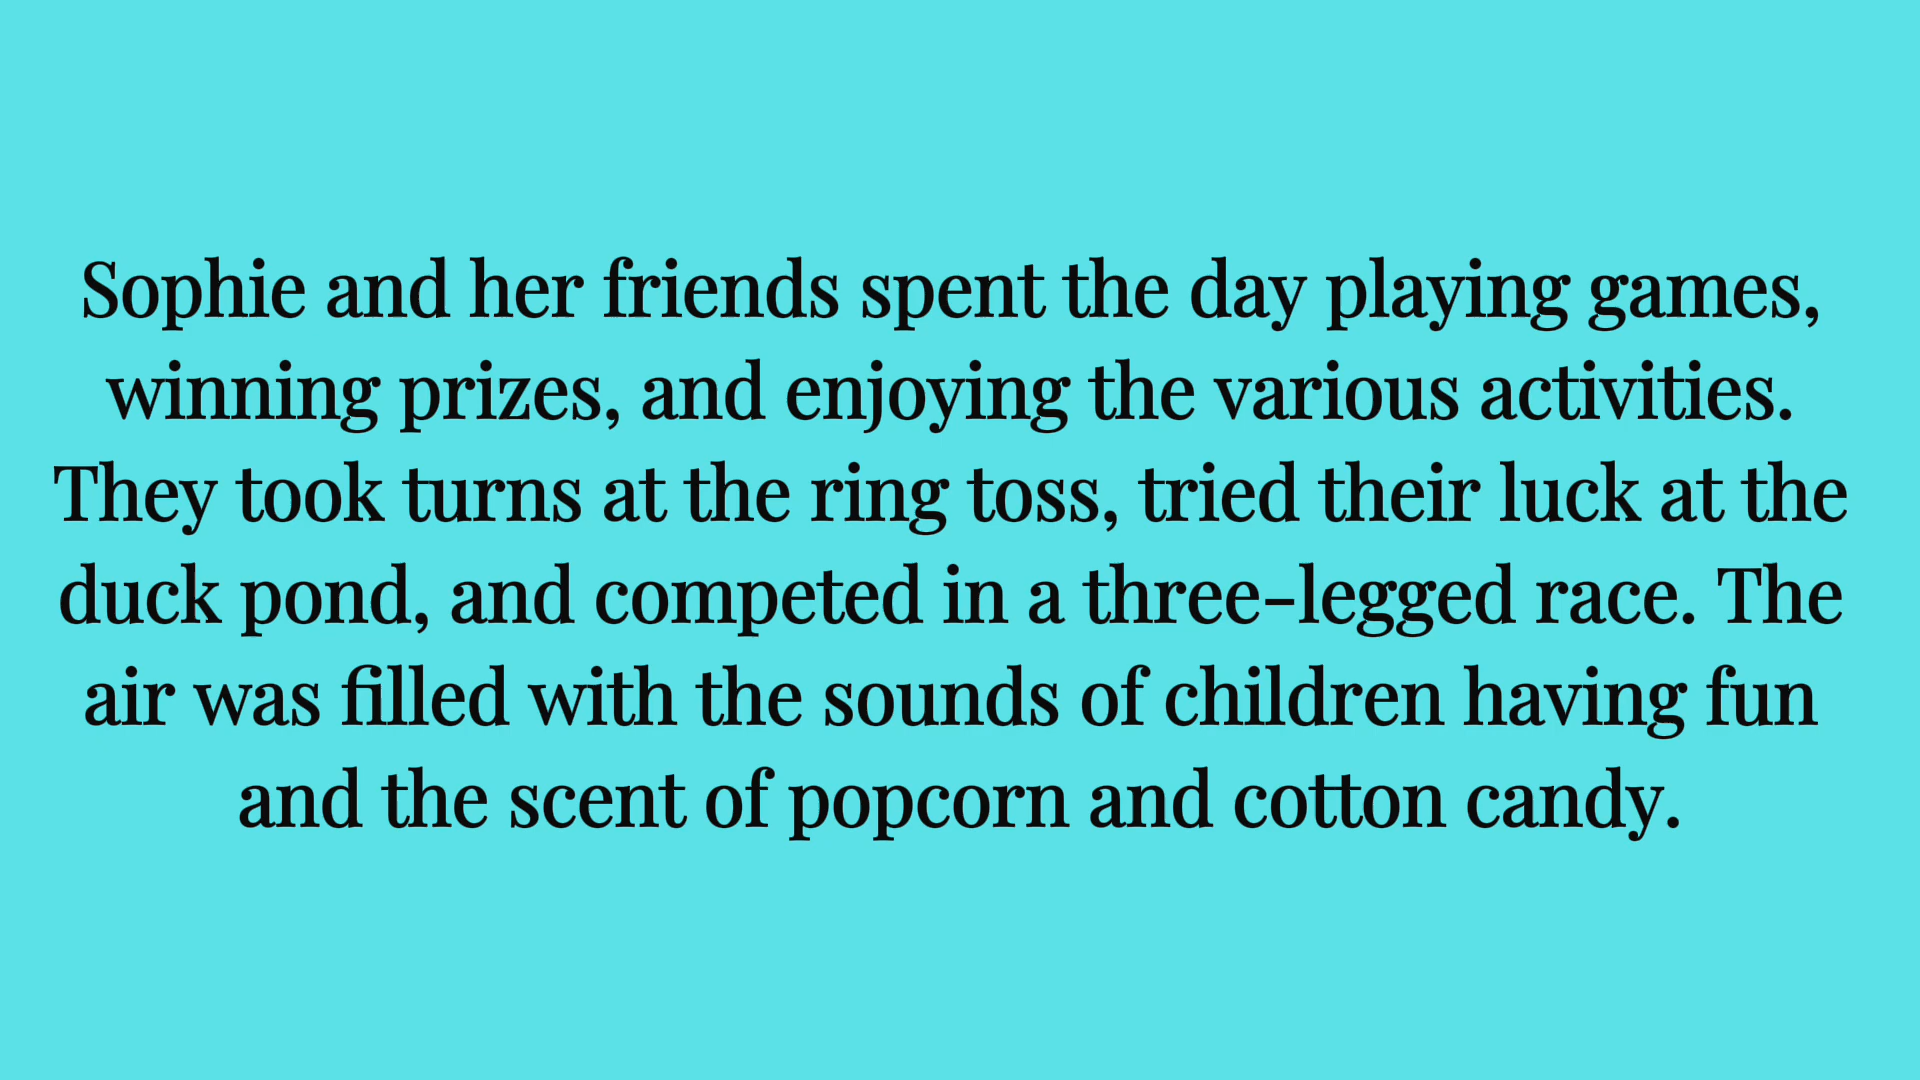 Sophie and her friends spent the day playing games,
winning prizes, and enjoying the various activities.
They took turns at the ring toss, tried their luck at the
duck pond, and competed in a three-legged race. The
air was filled with the sounds of children having fun
and the scent of popcorn and cotton candy.